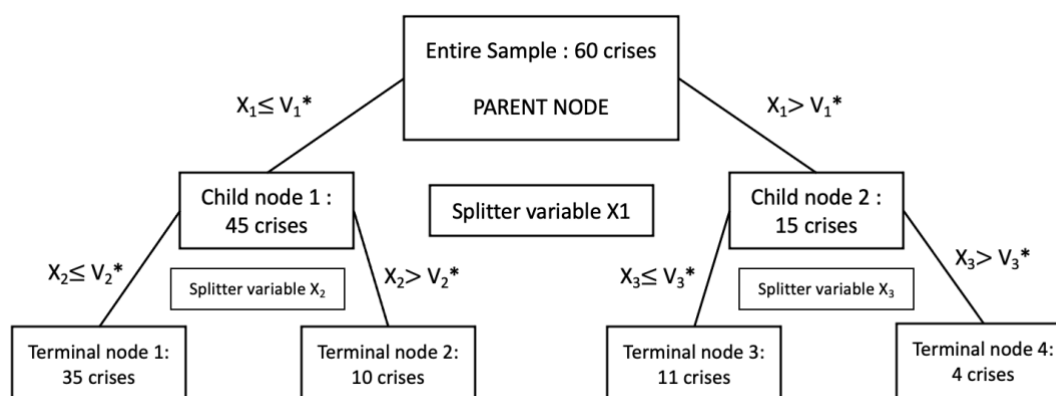 Entire Sample : 60 crises
PARENT NODE
X₁≤ V₁*
X₁> V₁*
Child node 1 :
45 crises
Splitter variable X1
Child node 2 :
15 crises
X₂≤ V₂*
Splitter variable X₂
X₂> V₂*
X₃≤ V₃*
Splitter variable X₃
X₃> V₃*
Terminal node 1:
35 crises
Terminal node 2:
10 crises
Terminal node 3:
11 crises
Terminal node 4:
4 crises